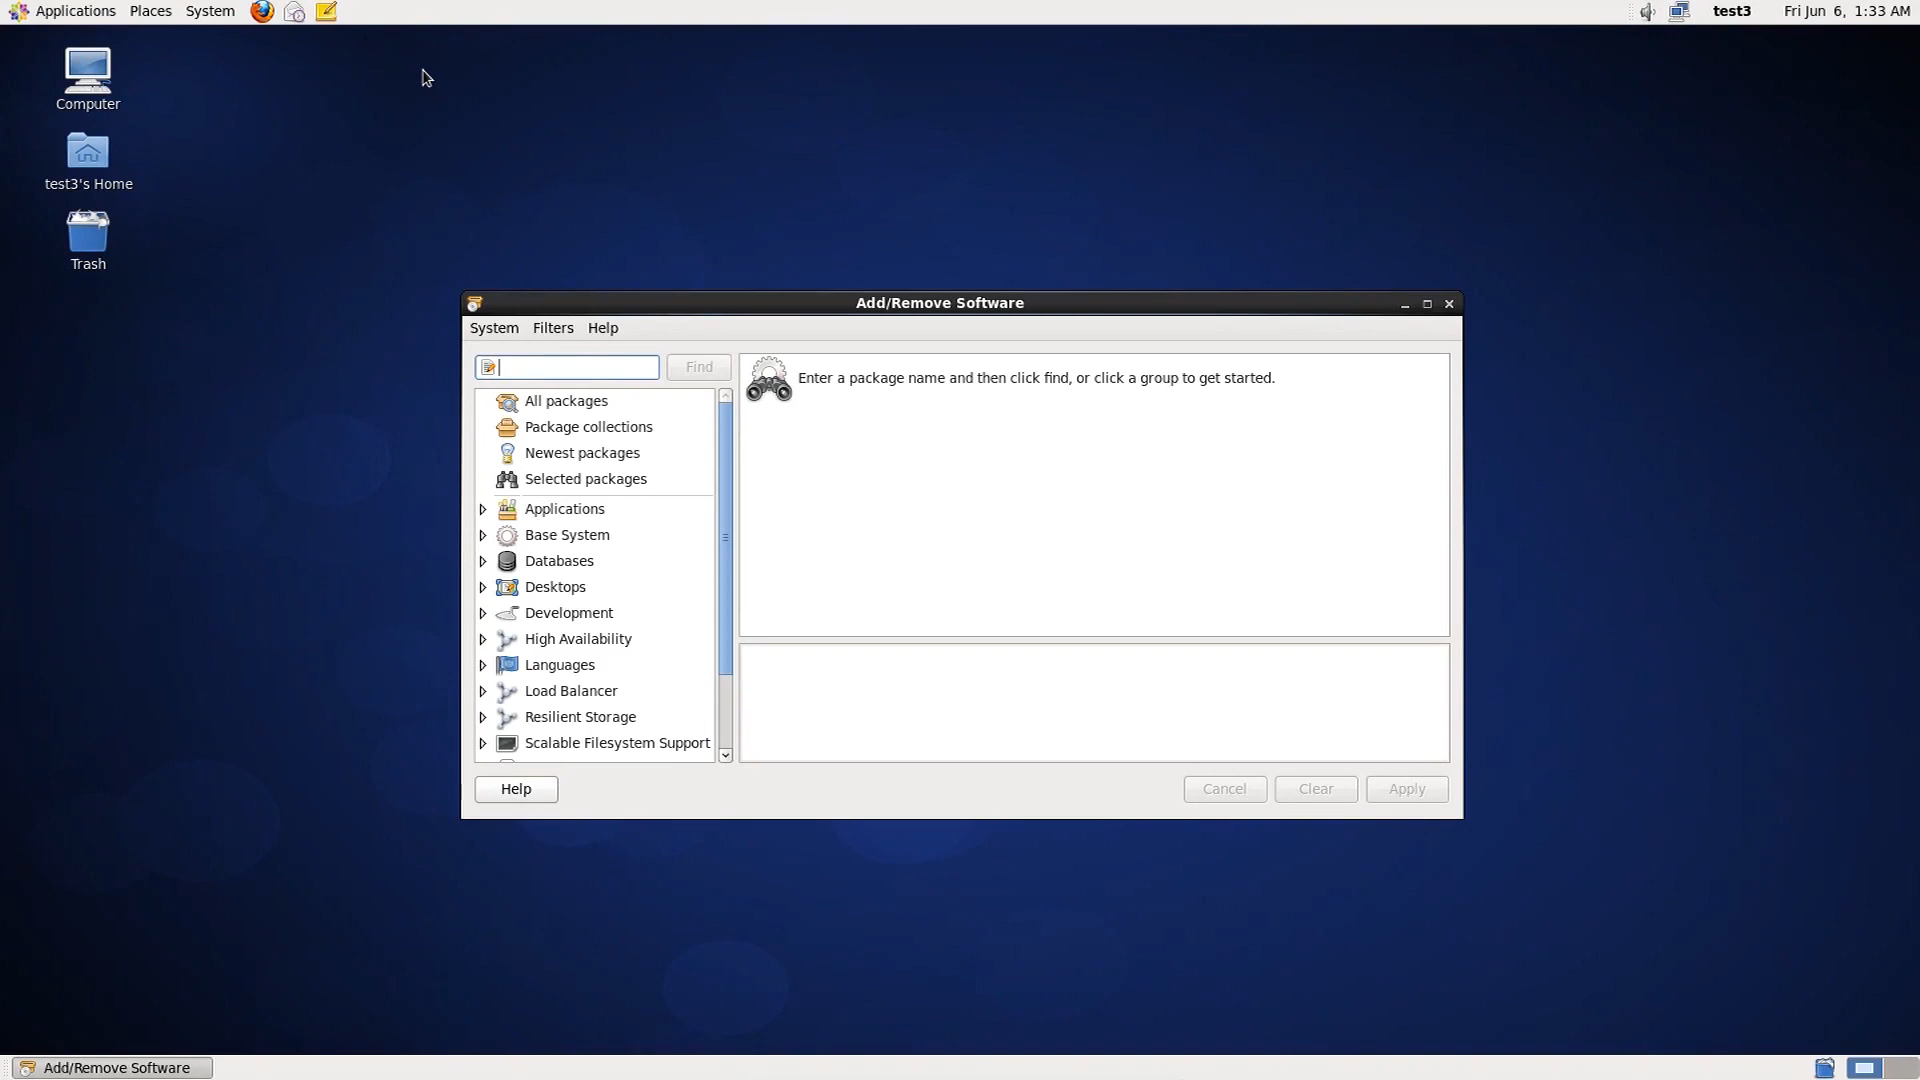 Applications Places System
test3 Fri Jun 6, 1:33 AM
Computer
test3's Home
Trash
Add/Remove Software
System Filters Help
Find
Enter a package name and then click find, or click a group to get started.
All packages
Package collections
Newest packages
Selected packages
Applications
Base System
Databases
Desktops
Development
High Availability
Languages
Load Balancer
Resilient Storage
Scalable Filesystem Support
Help
Cancel Clear Apply
Add/Remove Software